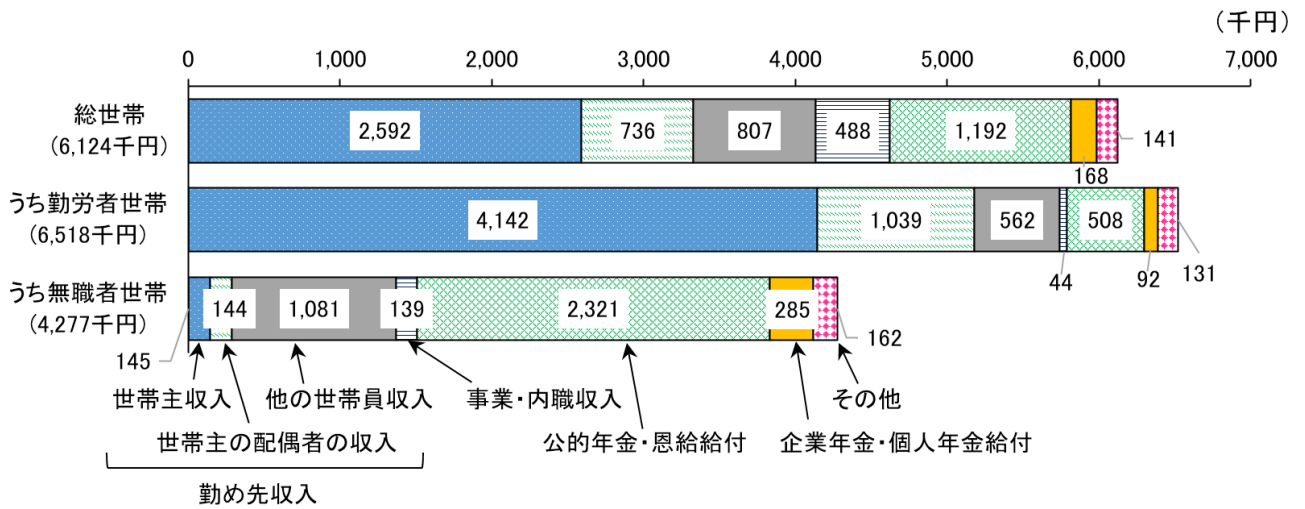 (千円)
0 1,000 2,000 3,000 4,000 5,000 6,000 7,000
総世帯
(6,124千円)
2,592 736 807 488 1,192 168 141
うち勤労者世帯
(6,518千円)
4,142 1,039 562 44 508 92 131
うち無職者世帯
(4,277千円)
145 144 1,081 139 2,321 285 162
世帯主収入 他の世帯員収入 事業・内職収入 その他
世帯主の配偶者の収入 公的年金・恩給給付 企業年金・個人年金給付
勤め先収入